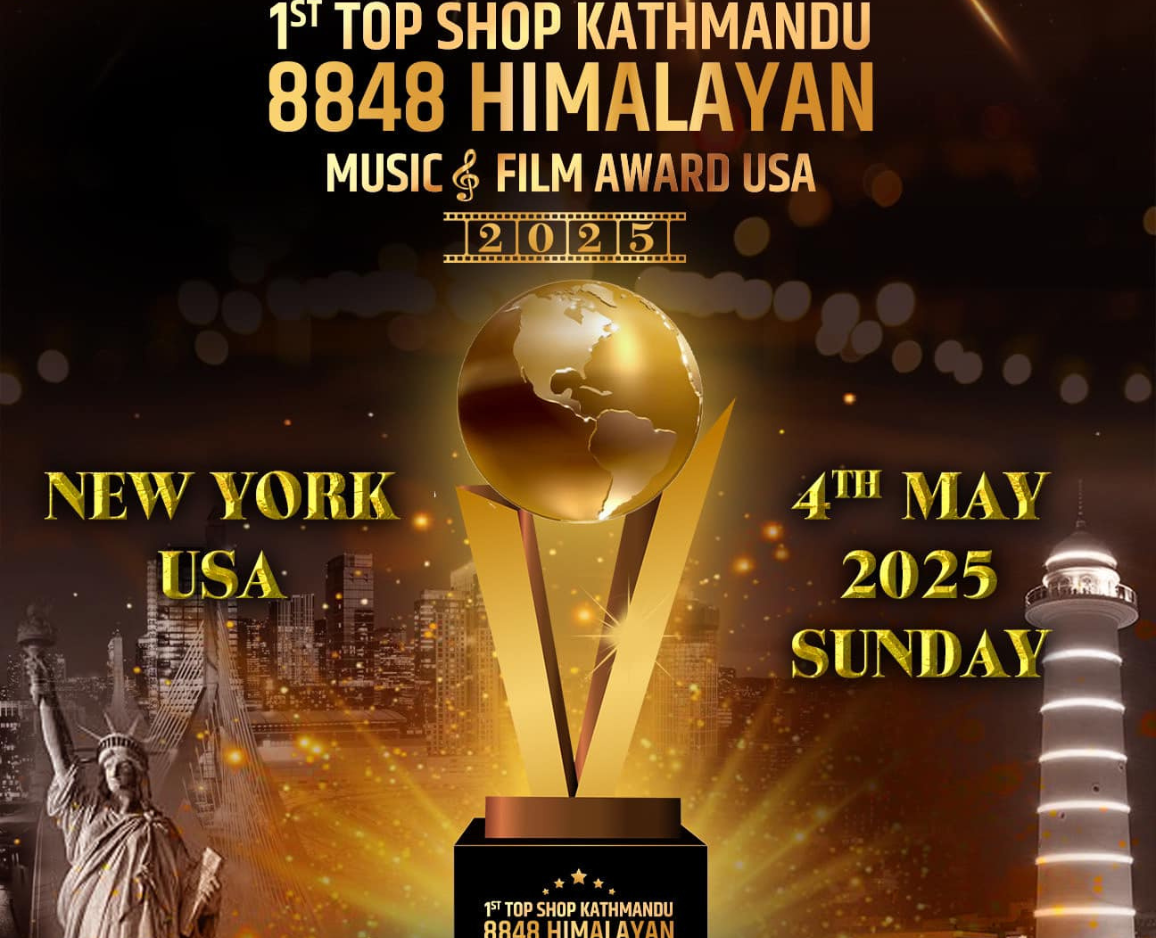 1ST TOP SHOP KATHMANDU
8848 HIMALAYAN
MUSIC FILM AWARD USA
2025
NEW YORK
USA
4TH MAY
2025
SUNDAY
1ST TOP SHOP KATHMANDU
8848 HIMALAYAN